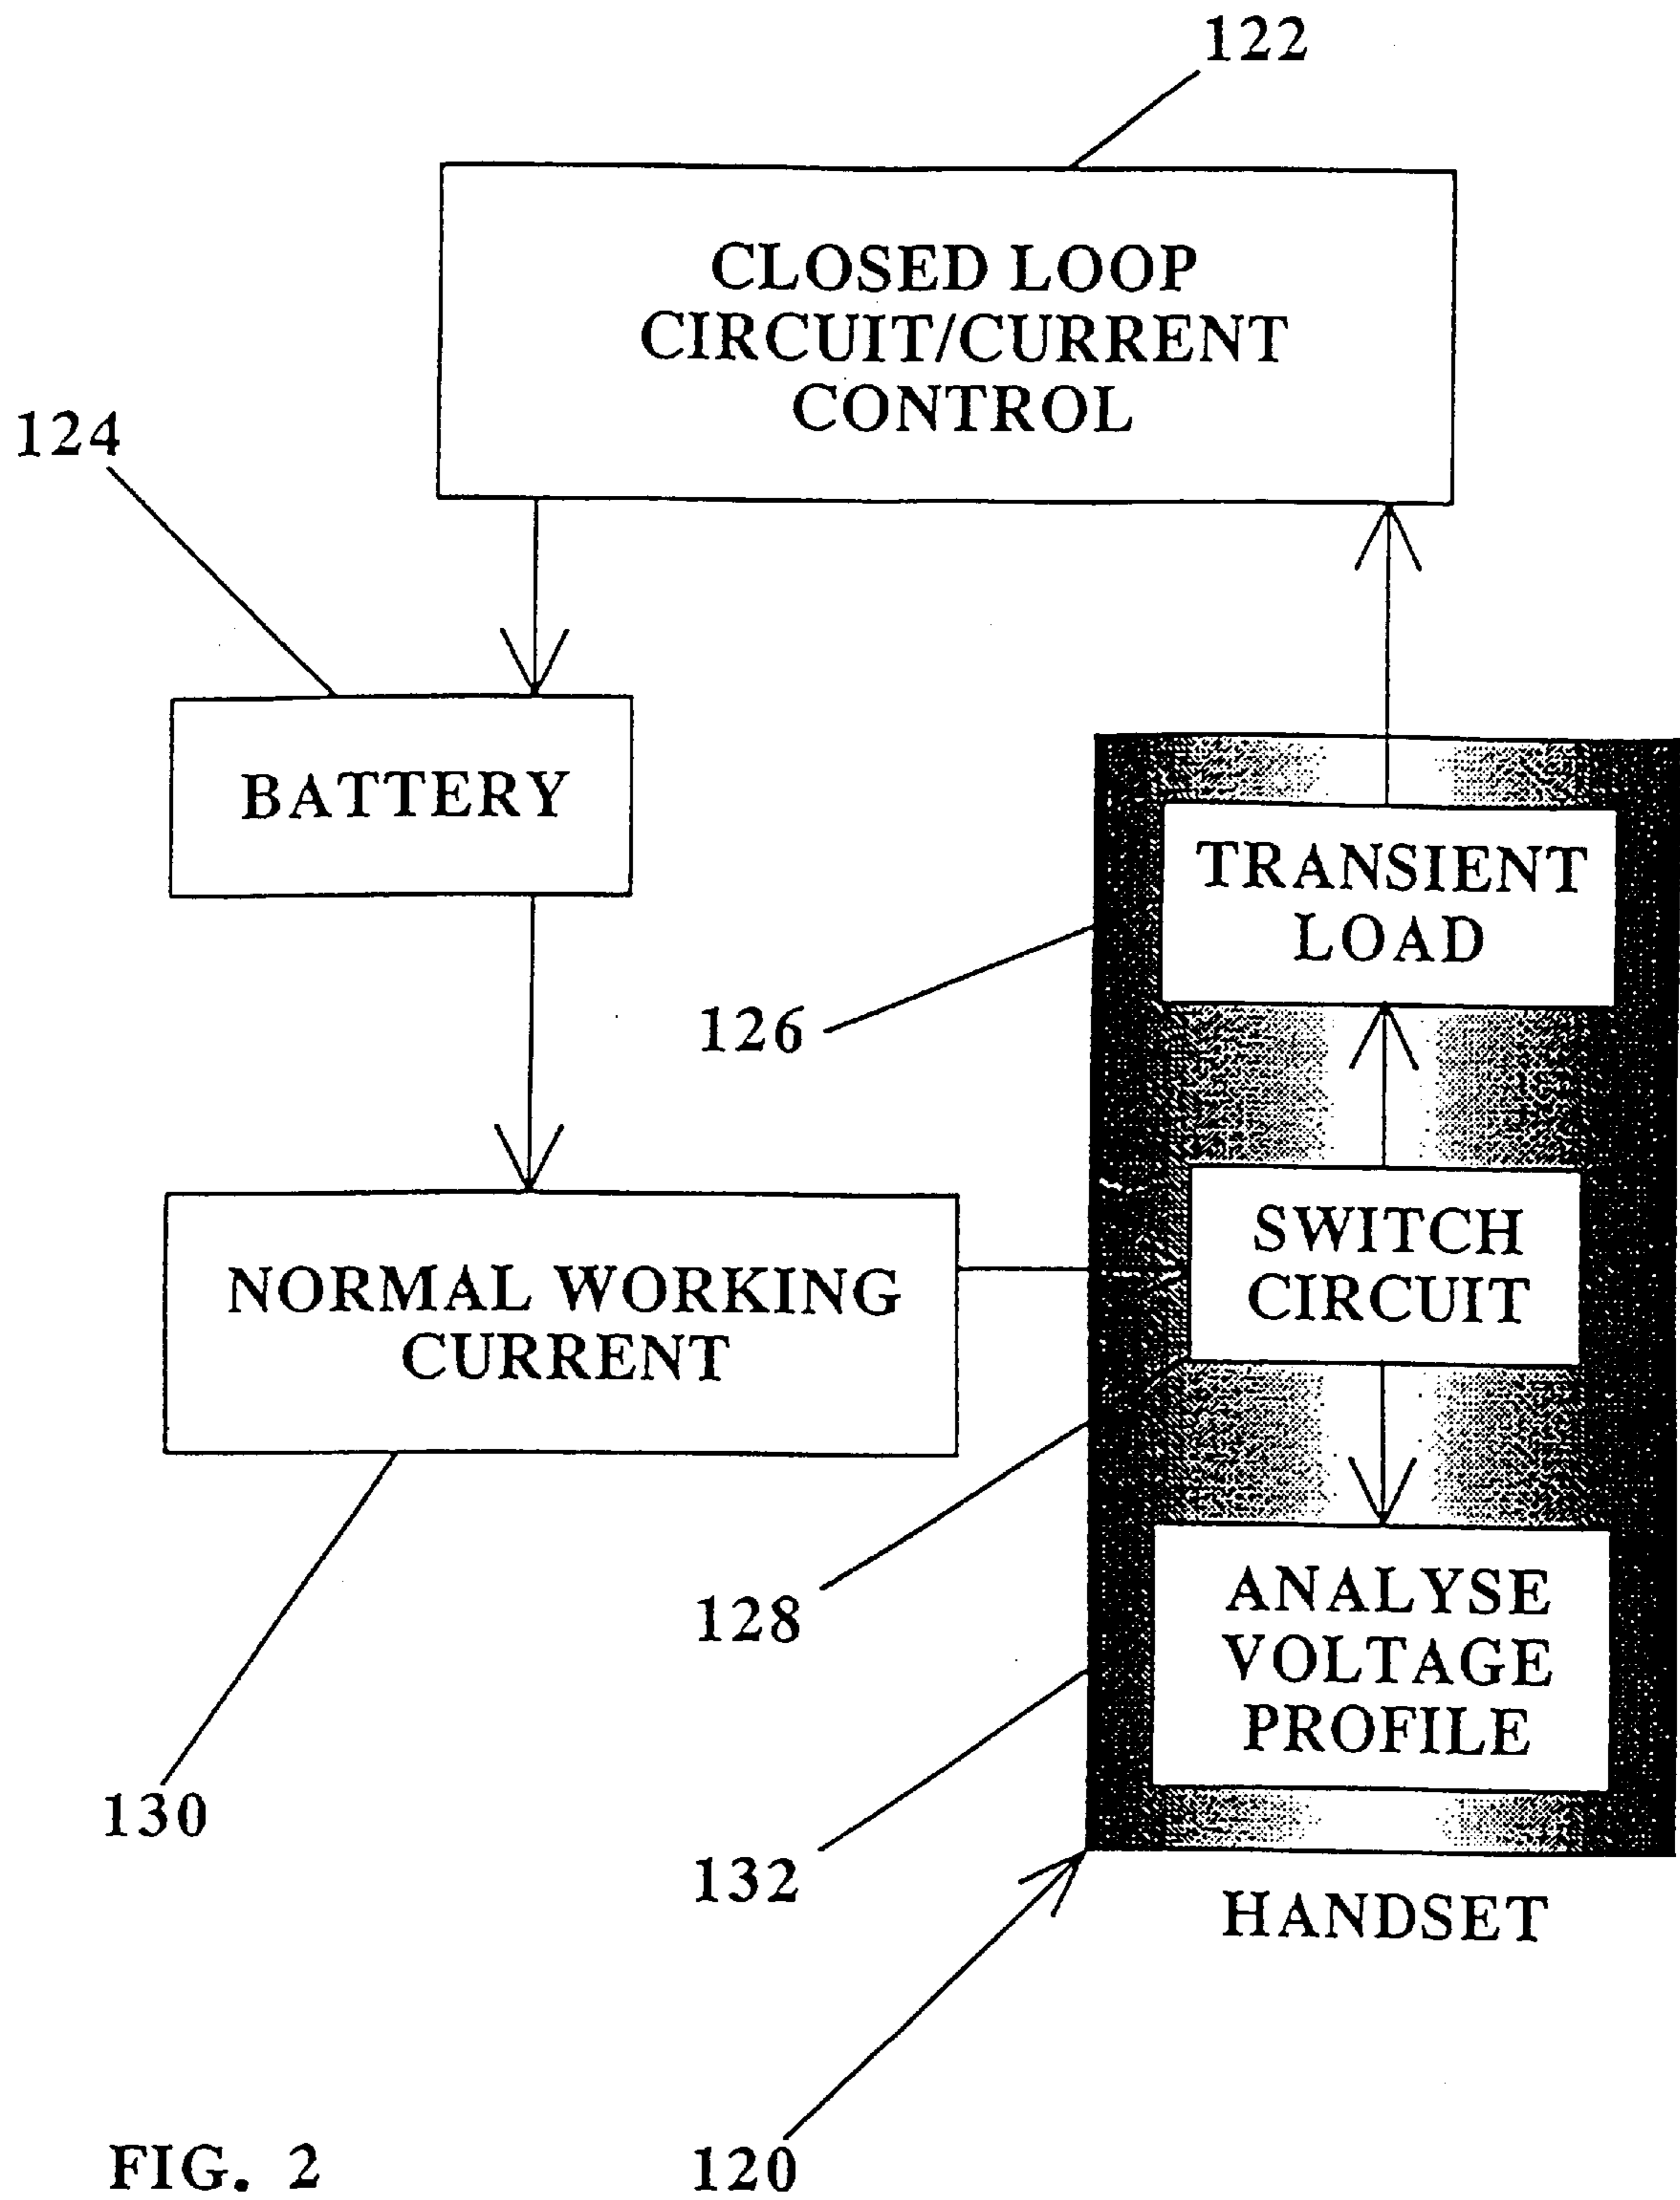 122
CLOSED LOOP
CIRCUIT/CURRENT
CONTROL
124
BATTERY
TRANSIENT
LOAD
126
SWITCH
CIRCUIT
NORMAL WORKING
CURRENT
128
ANALYSE
VOLTAGE
PROFILE
130
132
HANDSET
120
FIG. 2